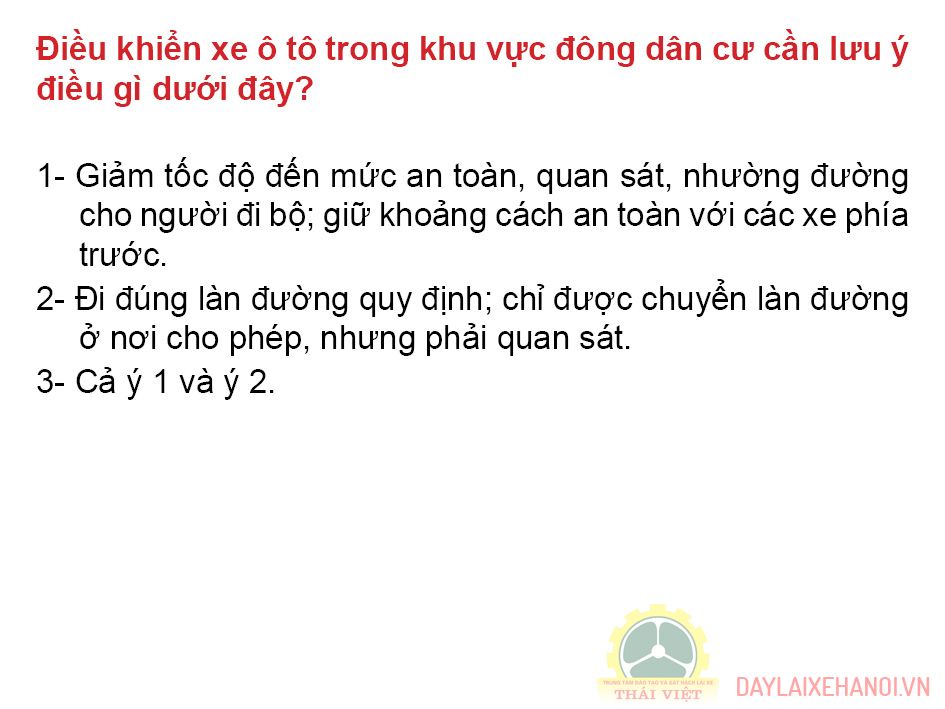 Điều khiển xe ô tô trong khu vực đông dân cư cần lưu ý
điều gì dưới đây?
1- Giảm tốc độ đến mức an toàn, quan sát, nhường đường
cho người đi bộ; giữ khoảng cách an toàn với các xe phía
trước.
2- Đi đúng làn đường quy định; chỉ được chuyển làn đường
ở nơi cho phép, nhưng phải quan sát.
3- Cả ý 1 và ý 2.
TRUNG TÂM ĐÀO TẠO VÀ SÁT HẠCH LÁI XE
THÁI VIỆT
DAYLAIXEHANOI.VN